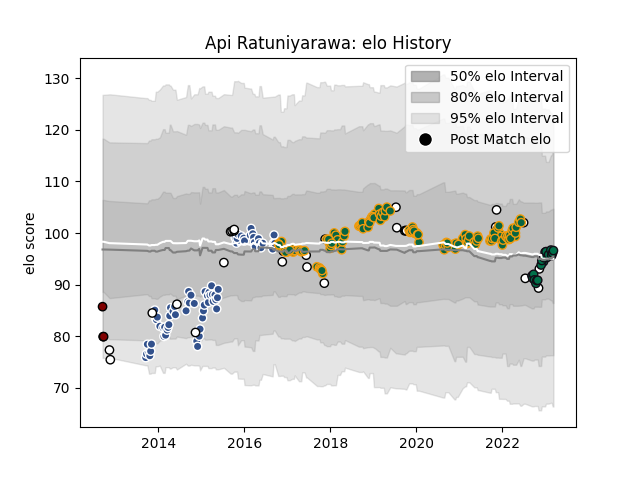 Api Ratuniyarawa: elo History
50% elo Interval
80% elo Interval
95% elo Interval
Post Match elo
elo score
130
120
110
100
90
80
70
2014
2016
2018
2020
2022